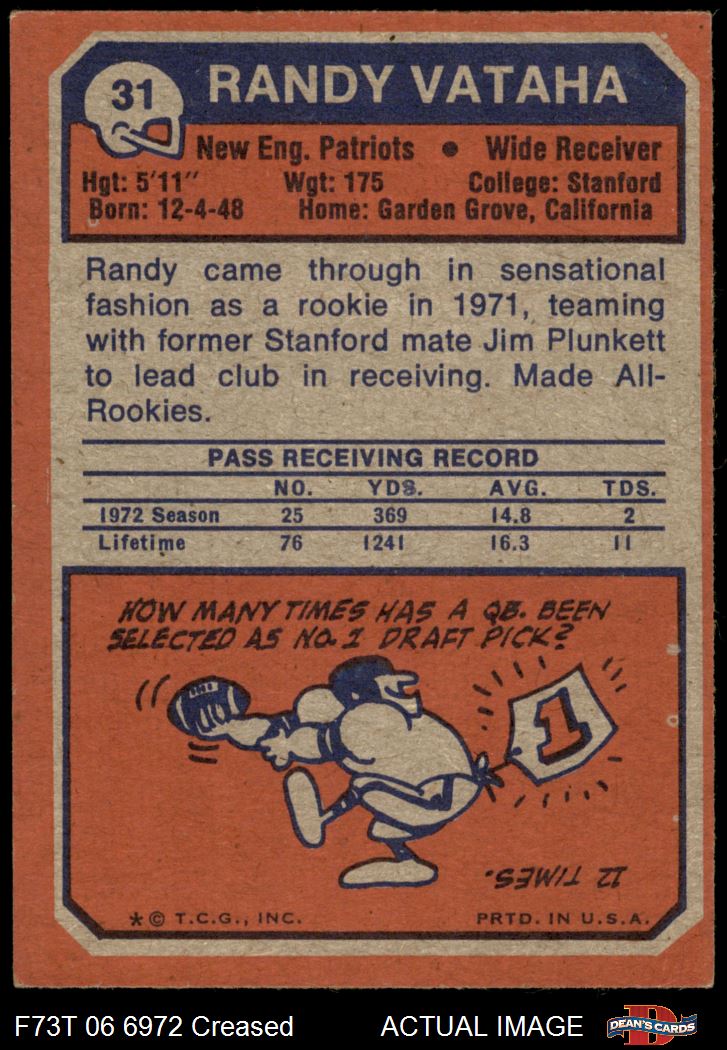 31
RANDY VATAHA
New Eng. Patriots • Wide Receiver
Hgt: 5'11" Wgt: 175 College: Stanford
Born: 12-4-48 Home: Garden Grove, California
Randy came through in sensational
fashion as a rookie in 1971, teaming
with former Stanford mate Jim Plunkett
to lead club in receiving. Made All-
Rookies.
PASS RECEIVING RECORD
NO. YDS. AVG. TDS.
1972 Season 25 369 14.8 2
Lifetime 76 1241 16.3 11
HOW MANY TIMES HAS A QB. BEEN
SELECTED AS NO. 1 DRAFT PICK?
1
12 TIMES.
* © T.C.G., INC. PRTD. IN U.S.A.
F73T 06 6972 Creased ACTUAL IMAGE
D
DEAN'S CARDS